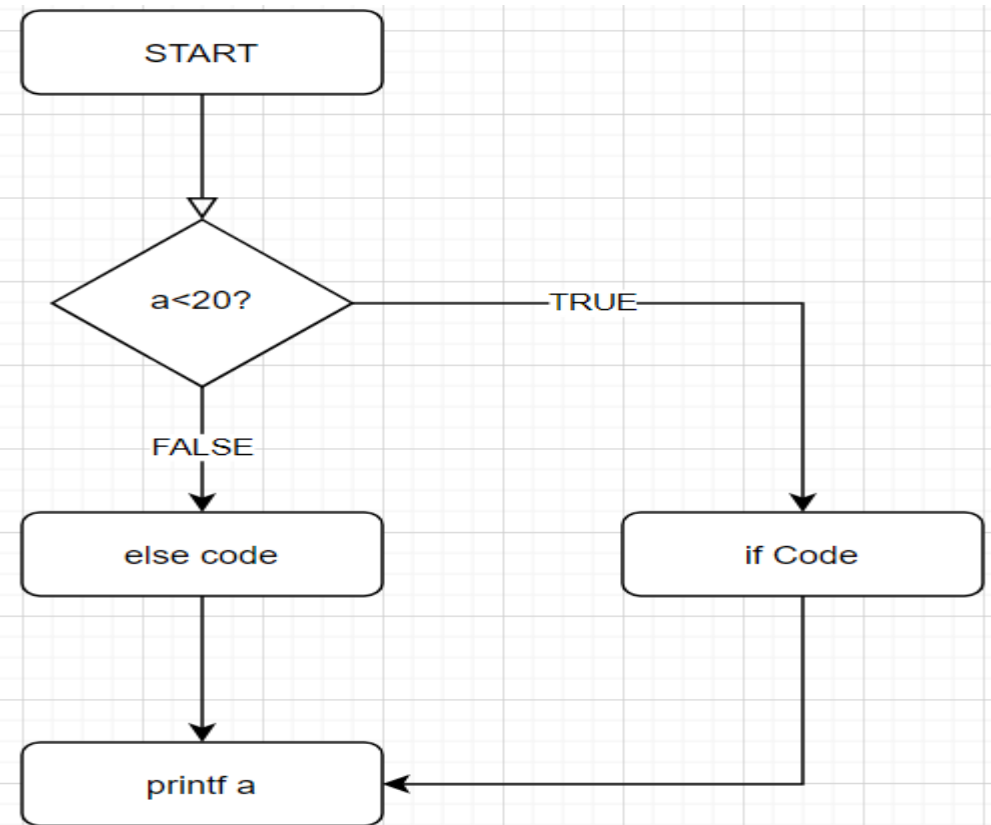 START
a<20?
TRUE
FALSE
else code
if Code
printf a